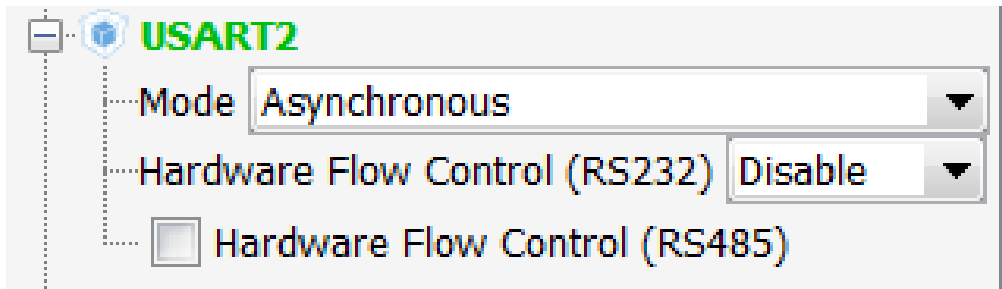 USART2
Mode Asynchronous
Hardware Flow Control (RS232) Disable
Hardware Flow Control (RS485)